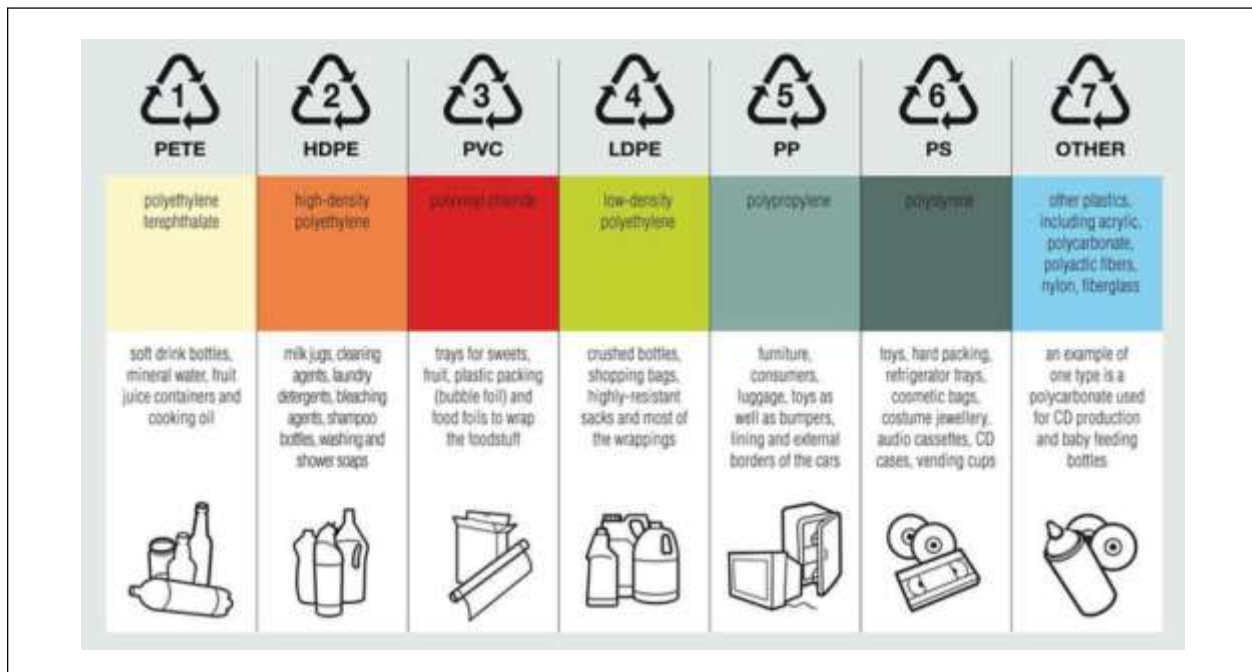 1
PETE
polyethylene
terephthalate
soft drink bottles,
mineral water, fruit
juice containers and
cooking oil
2
HDPE
high-density
polyethylene
milk jugs, cleaning
agents, laundry
detergents, bleaching
agents, shampoo
bottles, washing and
shower soaps
3
PVC
polyvinyl chloride
trays for sweets,
fruit, plastic packing
(bubble foil) and
food foils to wrap
the foodstuff
4
LDPE
low-density
polyethylene
crushed bottles,
shopping bags,
highly-resistant
sacks and most of
the wrappings
5
PP
polypropylene
furniture,
consumers,
luggage, toys as
well as bumpers,
lining and external
borders of the cars
6
PS
polystyrene
toys, hard packing,
refrigerator trays,
cosmetic bags,
costume jewellery,
audio cassettes, CD
cases, vending cups
7
OTHER
other plastics,
including acrylic,
polycarbonate,
polyactic fibers,
nylon, fiberglass
an example of
one type is a
polycarbonate used
for CD production
and baby feeding
bottles